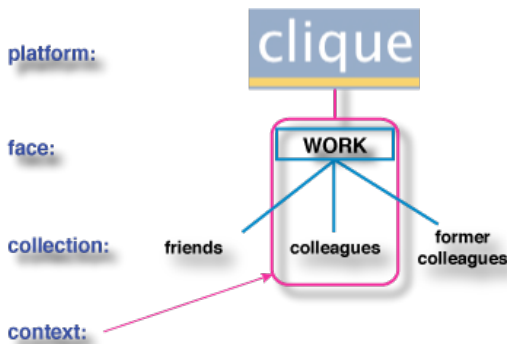 platform:
clique
face:
WORK
collection:
friends
colleagues
former
colleagues
context: